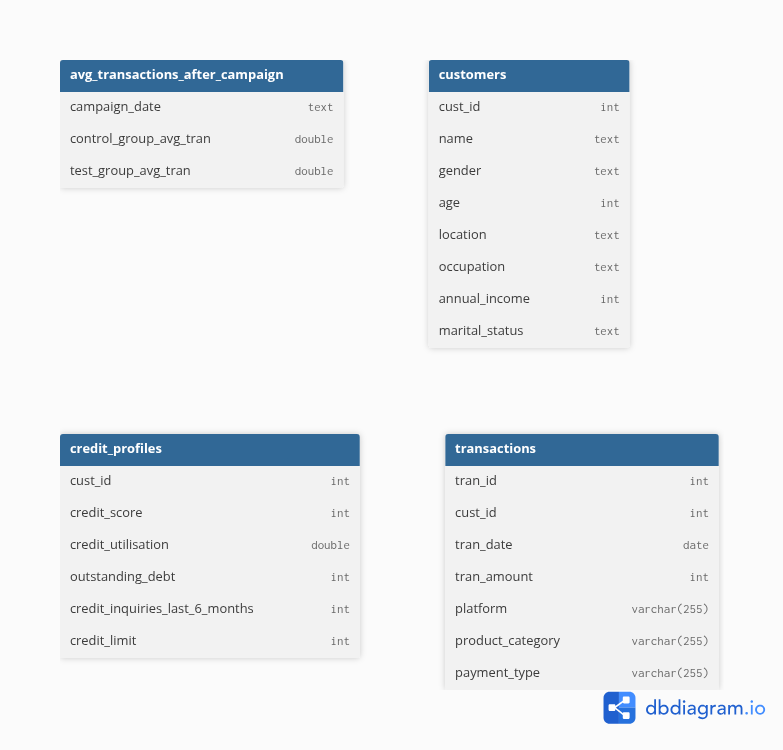 avg_transactions_after_campaign
campaign_date text
control_group_avg_tran double
test_group_avg_tran double
customers
cust_id int
name text
gender text
age int
location text
occupation text
annual_income int
marital_status text
credit_profiles
cust_id int
credit_score int
credit_utilisation double
outstanding_debt int
credit_inquiries_last_6_months int
credit_limit int
transactions
tran_id int
cust_id int
tran_date date
tran_amount int
platform varchar(255)
product_category varchar(255)
payment_type varchar(255)
dbdiagram.io